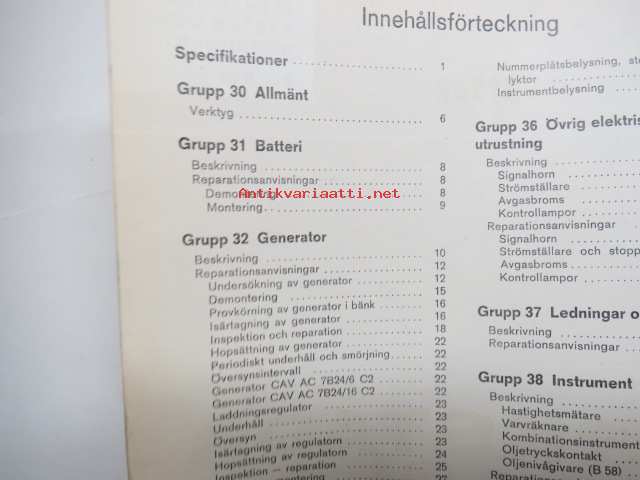 Innehållsförteckning
Specifikationer 1
Grupp 30 Allmänt
Verktyg 6
Grupp 31 Batteri
Beskrivning 8
Reparationsanvisningar 8
Demontering 8
Montering 9
Grupp 32 Generator
Beskrivning 10
Reparationsanvisningar 12
Undersökning av generator 12
Demontering 15
Provkörning av generator i bänk 16
Isärtagning av generator 16
Inspektion och reparation 18
Hopsättning av generator 22
Periodiskt underhåll och smörjning 22
Översynsintervall 22
Generator CAV AC 7B24/6 C2 22
Generator CAV AC 7B24/16 C2 22
Laddningsregulator 23
Underhåll 23
Översyn 23
Isärtagning av regulatorn 23
Hopsättning av regulatorn 24
Inspektion – reparation 25
27
Nummerplåtsbelysning,
lyktor
Instrumentbelysning
Grupp 36 Övrig
utrustning
Beskrivning
Signalhorn
Strömställare
Avgasbroms
Kontrollampor
Reparationsanvisningar
Signalhorn
Strömställare och
Avgasbroms
Kontrollampor
Grupp 37 Ledningar
Beskrivning
Reparationsanvisningar
Grupp 38 Instrument
Beskrivning
Hastighetsmätare
Varvräknare
Kombinationsinstrument
Oljetryckskontakt
Oljenivågivare (B 58)
Antikvariaatti.net